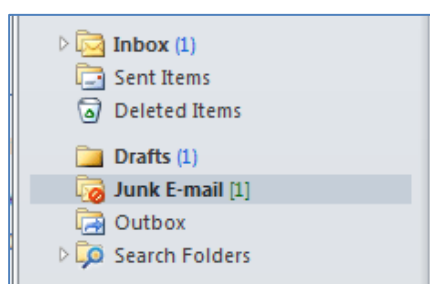 Inbox (1)
Sent Items
Deleted Items
Drafts (1)
Junk E-mail [1]
Outbox
Search Folders